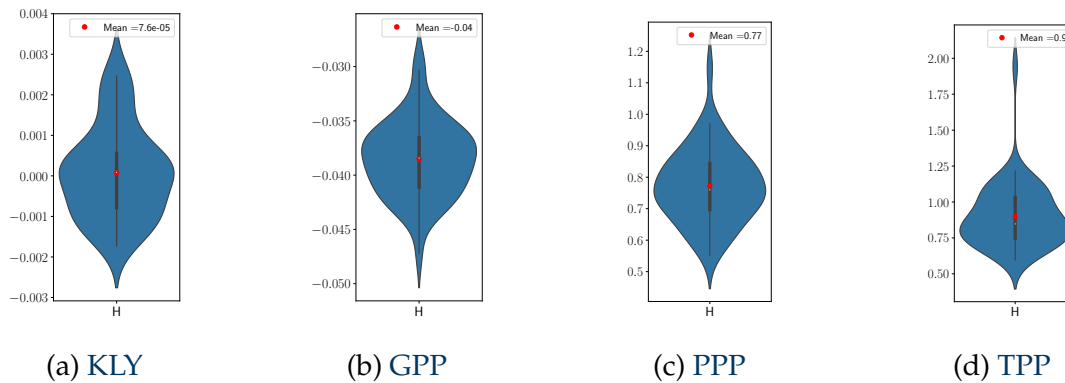 0.004
0.003
0.002
0.001
0.000
−0.001
−0.002
−0.003
Mean =7.6e-05
H
(a) KLY
−0.030
−0.035
−0.040
−0.045
−0.050
Mean =-0.04
H
(b) GPP
1.2
1.1
1.0
0.9
0.8
0.7
0.6
0.5
Mean =0.77
H
(c) PPP
2.00
1.75
1.50
1.25
1.00
0.75
0.50
Mean =0.9
H
(d) TPP